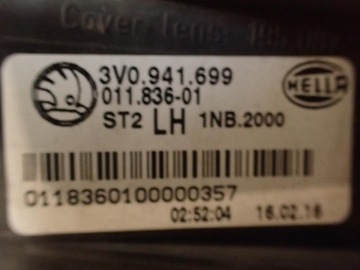 Cover lens
3V0.941.699
011.836-01
HELLA
ST2 LH 1NB.2000
0118360100000357
02:52:04 16.02.16